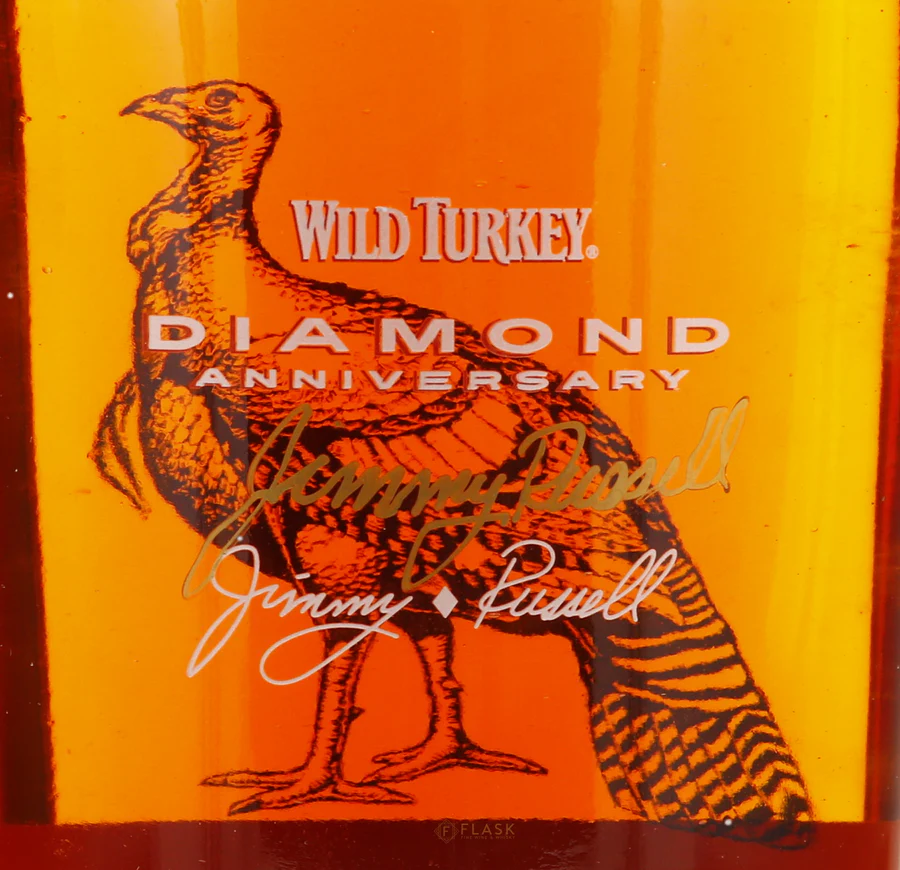 WILD TURKEY®
DIAMOND
ANNIVERSARY
Jimmy Russell
Jimmy ♦ Russell
F FLASK